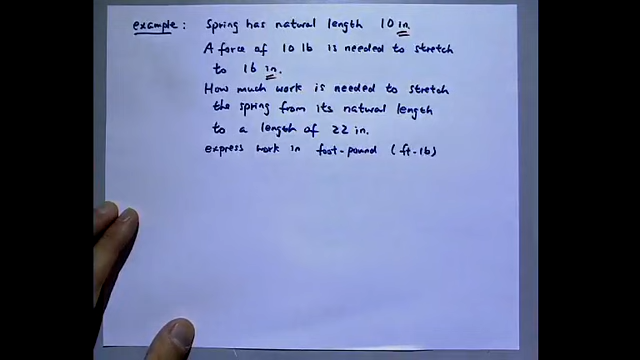 example: Spring has natural length 10 in.
A force of 10 lb is needed to stretch
to 16 in.
How much work is needed to stretch
the spring from its natural length
to a length of 22 in.
express work in foot-pound (ft-lb)